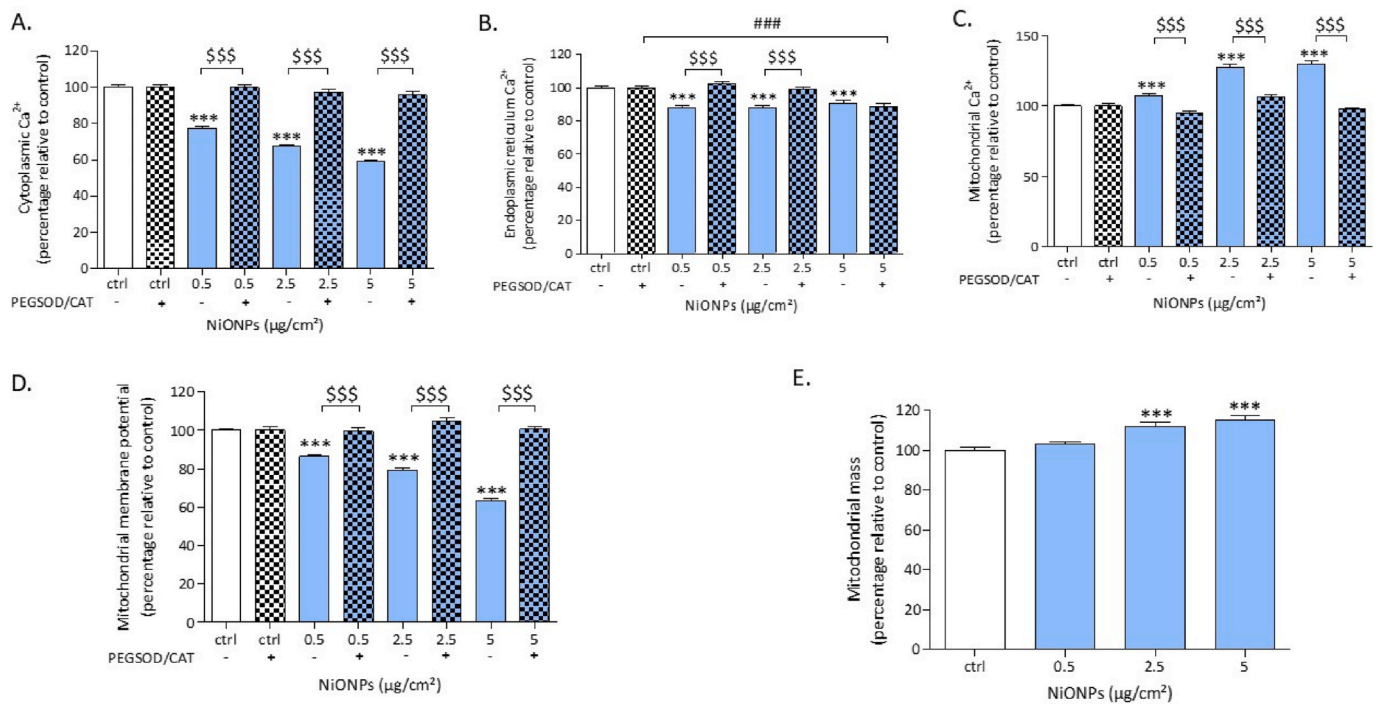 A.
Cytoplasmic Ca²⁺
(percentage relative to control)
120
100
80
60
40
20
0
$$$
$$$
$$$
***
***
***
ctrl ctrl 0.5 0.5 2.5 2.5 5 5
PEGSOD/CAT - + - + - + - +
NiONPs (µg/cm²)
B.
Endoplasmic reticulum Ca²⁺
(percentage relative to control)
120
100
80
60
40
20
0
###
$$$
$$$
***
***
***
ctrl ctrl 0.5 0.5 2.5 2.5 5 5
PEGSOD/CAT - + - + - + - +
NiONPs (µg/cm²)
C.
Mitochondrial Ca²⁺
(percentage relative to control)
150
100
50
0
$$$
$$$
$$$
***
***
***
ctrl ctrl 0.5 0.5 2.5 2.5 5 5
PEGSOD/CAT - + - + - + - +
NiONPs (µg/cm²)
D.
Mitochondrial membrane potential
(percentage relative to control)
120
100
80
60
40
20
0
$$$
$$$
$$$
***
***
***
ctrl ctrl 0.5 0.5 2.5 2.5 5 5
PEGSOD/CAT - + - + - + - +
NiONPs (µg/cm²)
E.
Mitochondrial mass
(percentage relative to control)
120
100
80
60
40
20
0
***
***
ctrl 0.5 2.5 5
NiONPs (µg/cm²)